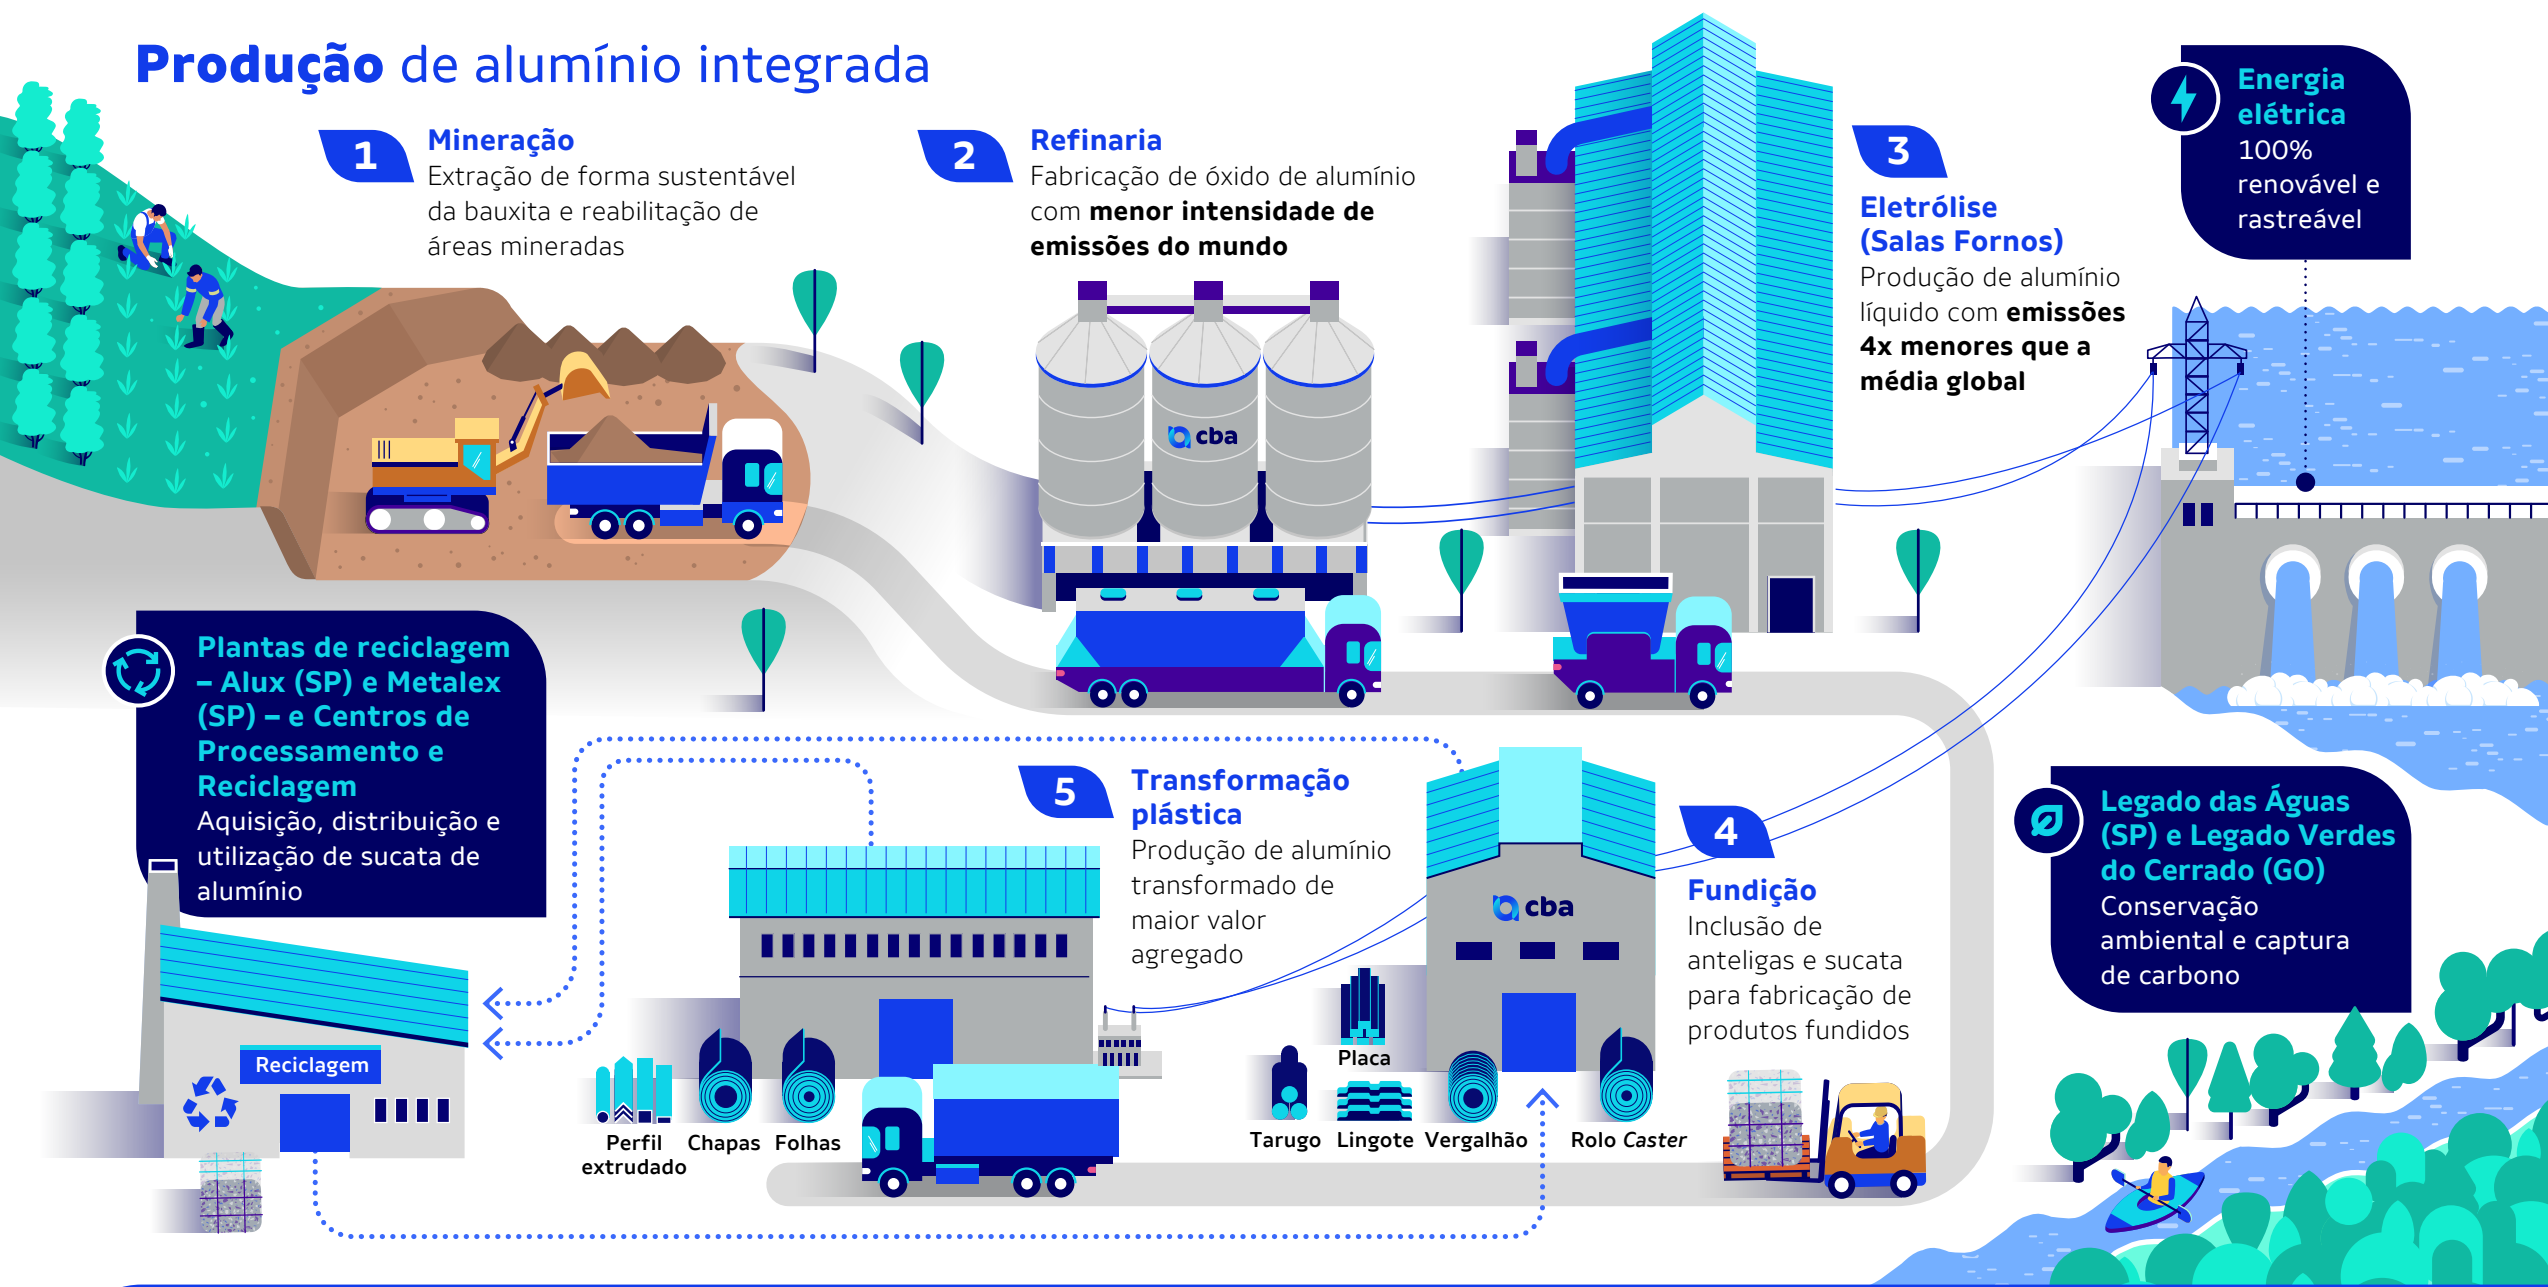 Produção de alumínio integrada
1
Mineração
Extração de forma sustentável
da bauxita e reabilitação de
áreas mineradas
2
Refinaria
Fabricação de óxido de alumínio
com menor intensidade de
emissões do mundo
cba
3
Eletrólise
(Salas Fornos)
Produção de alumínio
líquido com emissões
4x menores que a
média global
Energia
elétrica
100%
renovável e
rastreável
Plantas de reciclagem
– Alux (SP) e Metalex
(SP) – e Centros de
Processamento e
Reciclagem
Aquisição, distribuição e
utilização de sucata de
alumínio
Reciclagem
5
Transformação
plástica
Produção de alumínio
transformado de
maior valor
agregado
Perfil
extrudado
Chapas
Folhas
cba
4
Fundição
Inclusão de
anteligas e sucata
para fabricação de
produtos fundidos
Placa
Tarugo
Lingote
Vergalhão
Rolo Caster
Legado das Águas
(SP) e Legado Verdes
do Cerrado (GO)
Conservação
ambiental e captura
de carbono